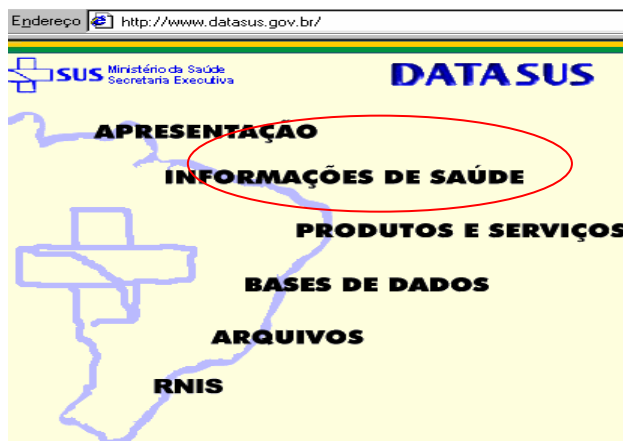 Endereço http://www.datasus.gov.br/
SUS Ministério da Saúde
Secretaria Executiva
DATASUS
APRESENTAÇÃO
INFORMAÇÕES DE SAÚDE
PRODUTOS E SERVIÇOS
BASES DE DADOS
ARQUIVOS
RNIS